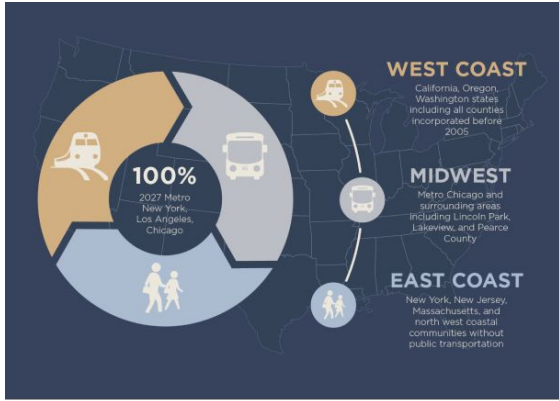 100%
2027 Metro
New York,
Los Angeles,
Chicago
WEST COAST
California, Oregon,
Washington states
including all counties
incorporated before
2005
MIDWEST
Metro Chicago and
surrounding areas
including Lincoln Park,
Lakeview, and Pearce
County
EAST COAST
New York, New Jersey,
Massachusetts, and
north west coastal
communities without
public transportation